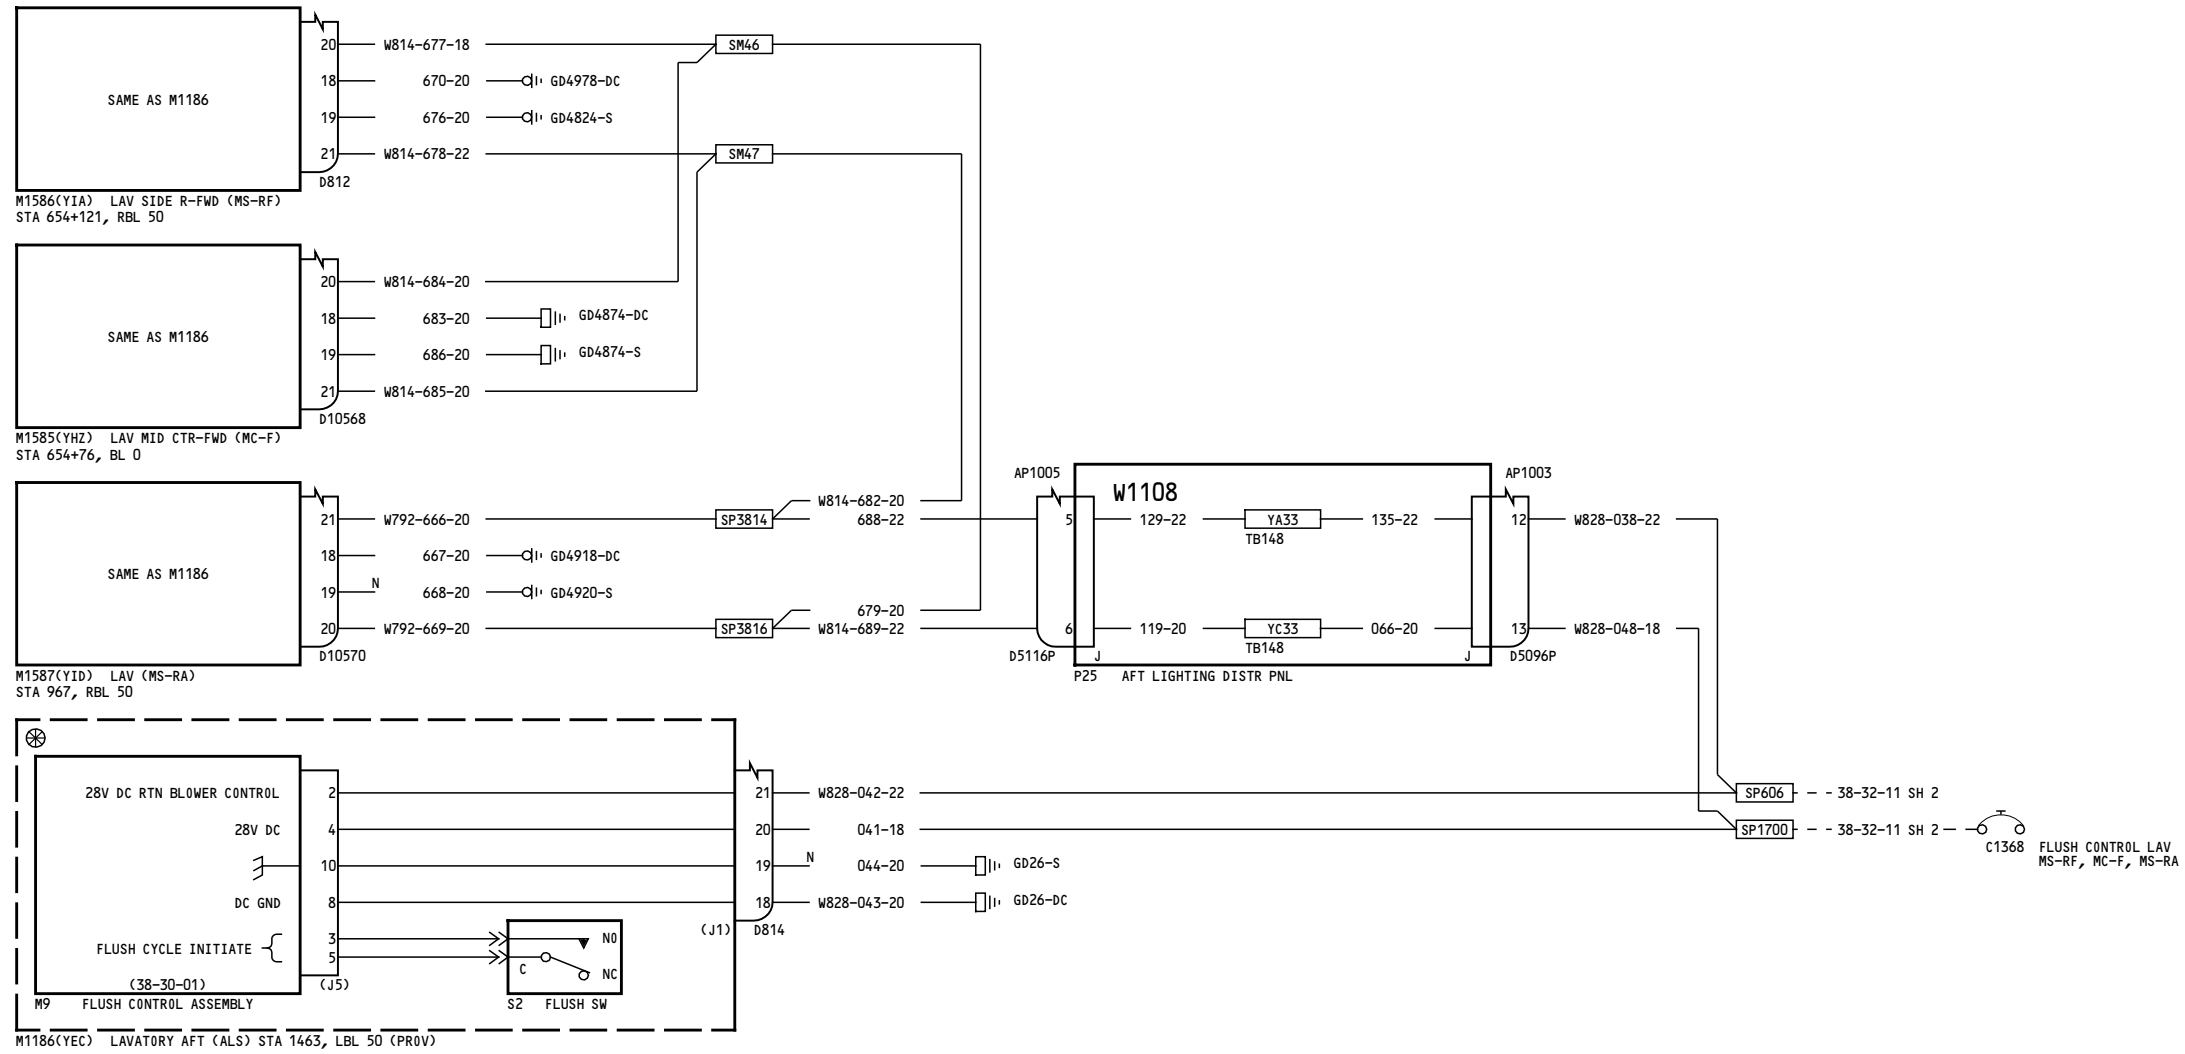 SAME AS M1186
20 W814-677-18 SM46
18 670-20 GD4978-DC
19 676-20 GD4824-S
21 W814-678-22 SM47
D812
M1586(YIA) LAV SIDE R-FWD (MS-RF)
STA 654+121, RBL 50
SAME AS M1186
20 W814-684-20
18 683-20 GD4874-DC
19 686-20 GD4874-S
21 W814-685-20
D10568
M1585(YHZ) LAV MID CTR-FWD (MC-F)
STA 654+76, BL 0
SAME AS M1186
AP1005 AP1003
W1108
W814-682-20
21 W792-666-20 SP3814 688-22 5 129-22 YA33 135-22 12 W828-038-22
TB148
18 667-20 GD4918-DC
N
19 668-20 GD4920-S
679-20
20 W792-669-20 SP3816 W814-689-22 6 119-20 YC33 066-20 13 W828-048-18
TB148
D10570 D5116P J J D5096P
M1587(YID) LAV (MS-RA)
STA 967, RBL 50
P25 AFT LIGHTING DISTR PNL
28V DC RTN BLOWER CONTROL 2 21 W828-042-22 SP606 38-32-11 SH 2
28V DC 4 20 041-18 SP1700 38-32-11 SH 2
C1368 FLUSH CONTROL LAV
MS-RF, MC-F, MS-RA
N
10 19 044-20 GD26-S
DC GND 8 18 W828-043-20 GD26-DC
(J1) D814
FLUSH CYCLE INITIATE 3 NO
5 C NC
(38-30-01) (J5)
M9 FLUSH CONTROL ASSEMBLY S2 FLUSH SW
M1186(YEC) LAVATORY AFT (ALS) STA 1463, LBL 50 (PROV)